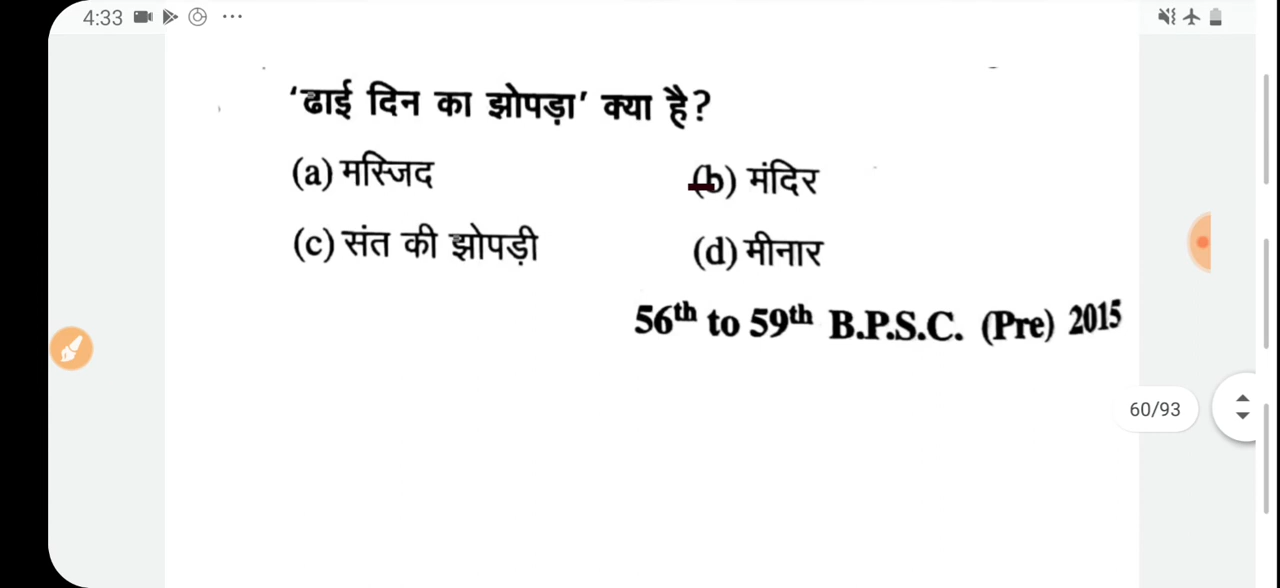 4:33 ...
'ढाई दिन का झोपड़ा' क्या है?
(a) मस्जिद (b) मंदिर
(c) संत की झोपड़ी (d) मीनार
56th to 59th B.P.S.C. (Pre) 2015
60/93